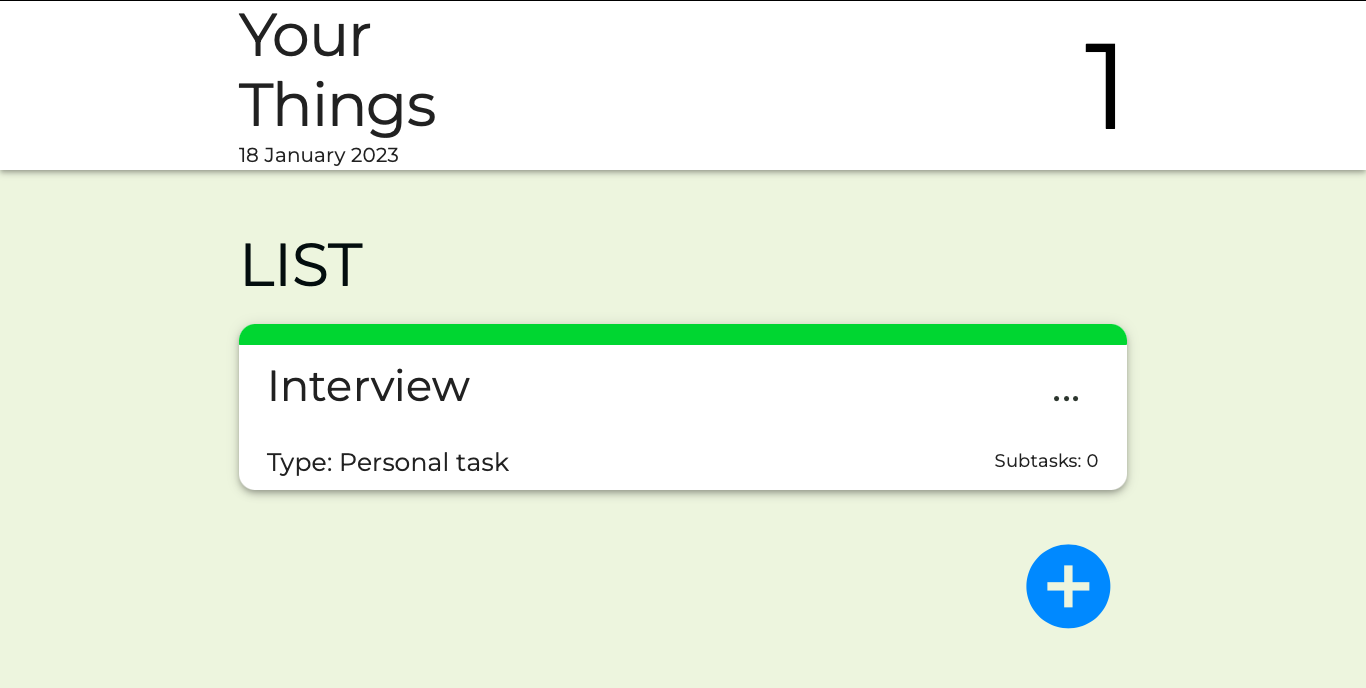 Your
Things
1
18 January 2023
LIST
Interview
...
Type: Personal task
Subtasks: 0
+